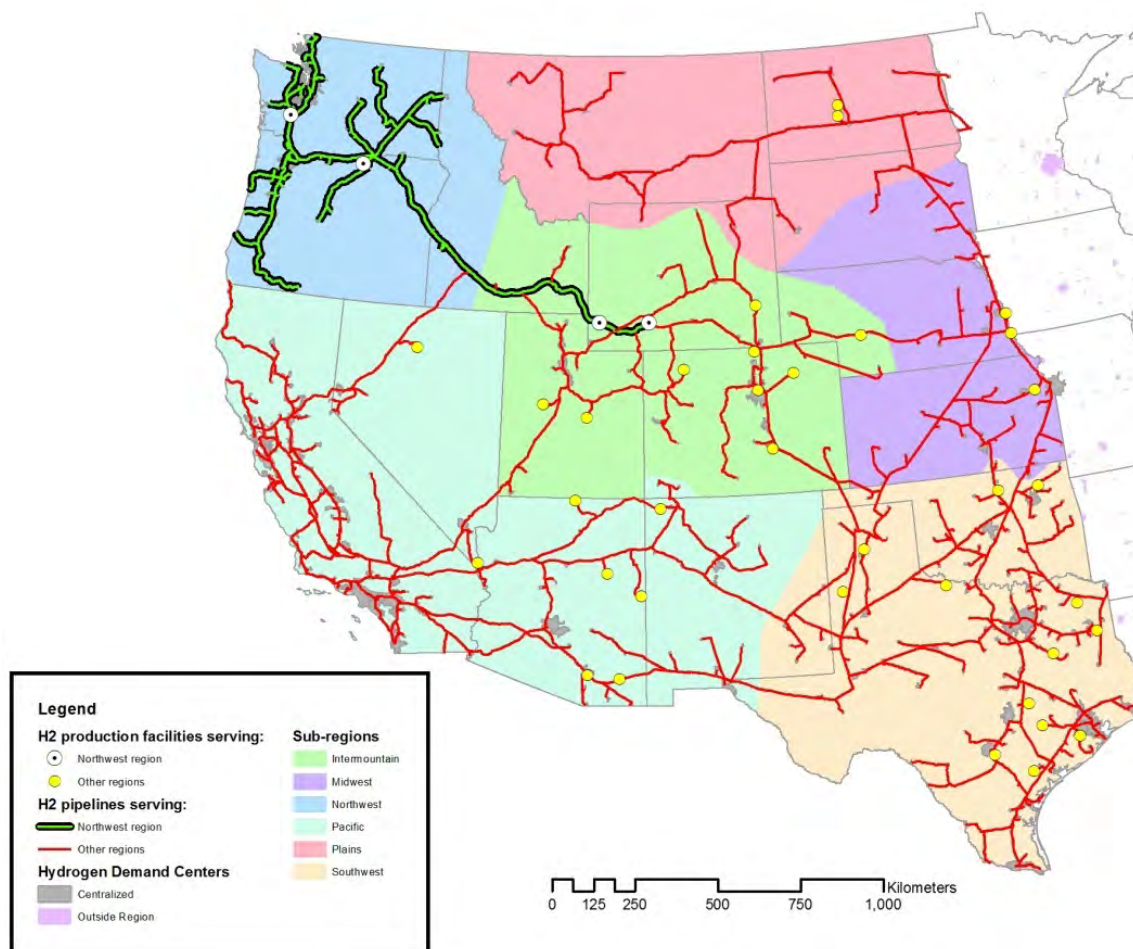 Legend
H2 production facilities serving:
Northwest region
Other regions
H2 pipelines serving:
Northwest region
Other regions
Hydrogen Demand Centers
Centralized
Outside Region
Sub-regions
Intermountain
Midwest
Northwest
Pacific
Plains
Southwest
Kilometers
0 125 250 500 750 1,000